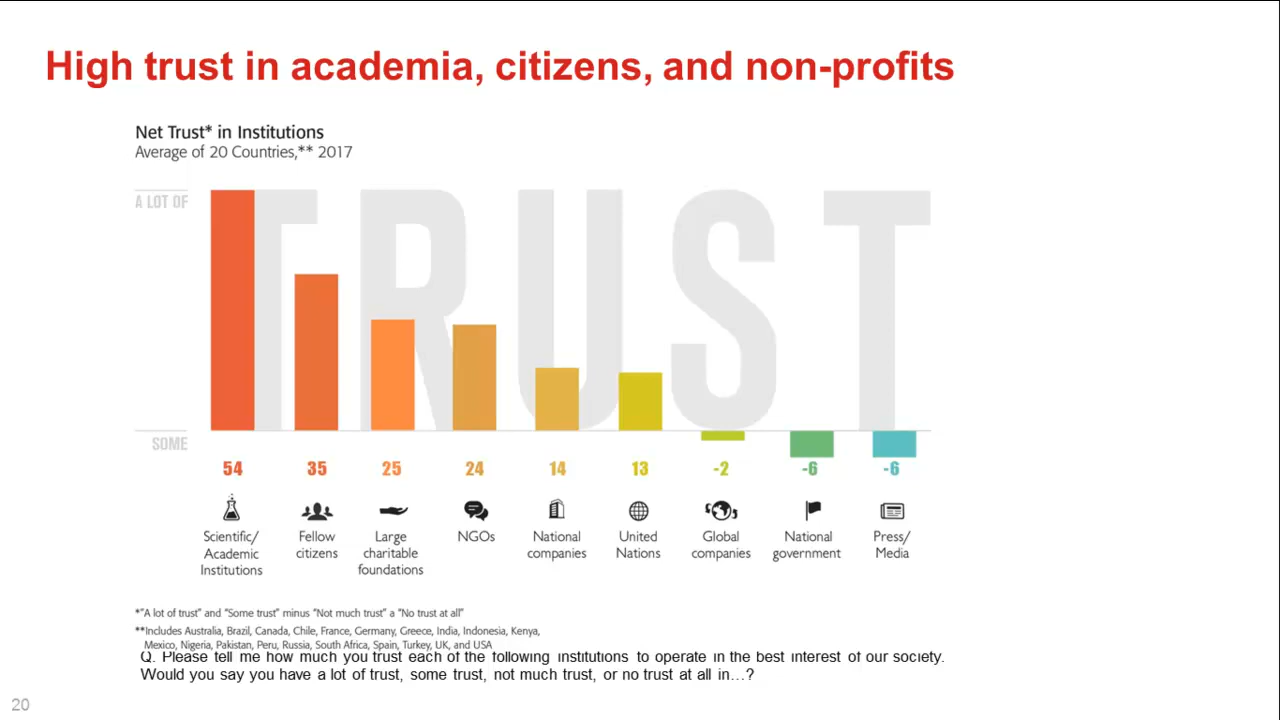 High trust in academia, citizens, and non-profits
Net Trust* in Institutions
Average of 20 Countries,** 2017
TRUST
A LOT OF
SOME
54 35 25 24 14 13 -2 -6 -6
Scientific/
Academic
Institutions
Fellow
citizens
Large
charitable
foundations
NGOs
National
companies
United
Nations
Global
companies
National
government
Press/
Media
*“A lot of trust” and “Some trust” minus “Not much trust” a “No trust at all”
**Includes Australia, Brazil, Canada, Chile, France, Germany, Greece, India, Indonesia, Kenya,
Mexico, Nigeria, Pakistan, Peru, Russia, South Africa, Spain, Turkey, UK, and USA
Q. Please tell me how much you trust each of the following institutions to operate in the best interest of our society.
Would you say you have a lot of trust, some trust, not much trust, or no trust at all in…?
20